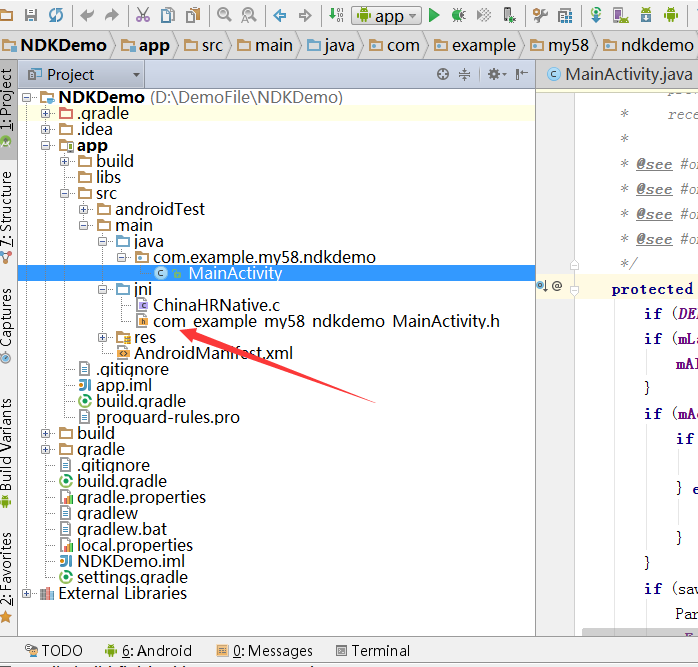 app
NDKDemo app src main java com example my58 ndkdemo
1: Project
7: Structure
Captures
Build Variants
2: Favorites
Project
MainActivity.java
NDKDemo (D:\DemoFile\NDKDemo)
.gradle
.idea
app
build
libs
src
androidTest
main
java
com.example.my58.ndkdemo
MainActivity
jni
ChinaHRNative.c
com_example_my58_ndkdemo_MainActivity.h
res
AndroidManifest.xml
.gitignore
app.iml
build.gradle
proguard-rules.pro
build
gradle
.gitignore
build.gradle
gradle.properties
gradlew
gradlew.bat
local.properties
NDKDemo.iml
settings.gradle
External Libraries
* rece
*
* @see #o
* @see #o
* @see #o
* @see #o
*/
protected
if (DE
if (mLa
mAl
}
if (mA
if
} e
}
}
if (sav
Par
TODO 6: Android 0: Messages Terminal